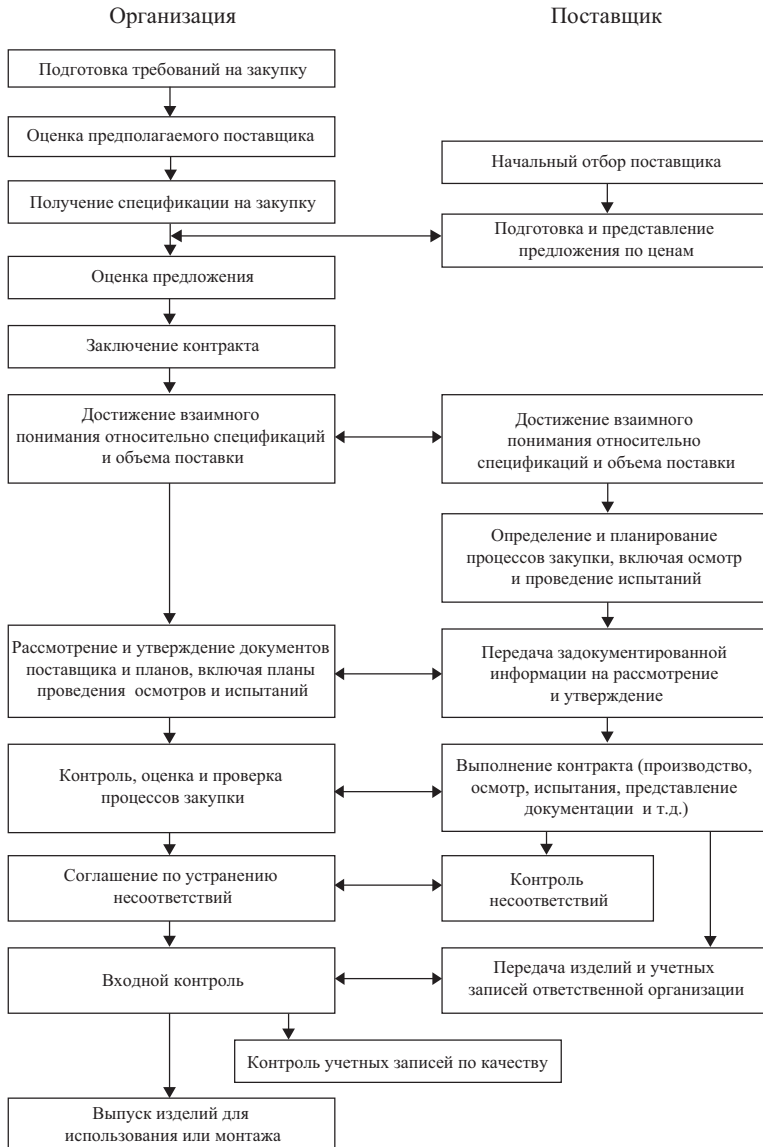 Организация
Поставщик
Подготовка требований на закупку
Оценка предполагаемого поставщика
Начальный отбор поставщика
Получение спецификации на закупку
Подготовка и представление
предложения по ценам
Оценка предложения
Заключение контракта
Достижение взаимного
понимания относительно спецификаций
и объема поставки
Достижение взаимного
понимания относительно
спецификаций и объема поставки
Определение и планирование
процессов закупки, включая осмотр
и проведение испытаний
Рассмотрение и утверждение документов
поставщика и планов, включая планы
проведения осмотров и испытаний
Передача задокументированной
информации на рассмотрение
и утверждение
Контроль, оценка и проверка
процессов закупки
Выполнение контракта (производство,
осмотр, испытания, представление
документации и т.д.)
Соглашение по устранению
несоответствий
Контроль
несоответствий
Входной контроль
Передача изделий и учетных
записей ответственной организации
Контроль учетных записей по качеству
Выпуск изделий для
использования или монтажа